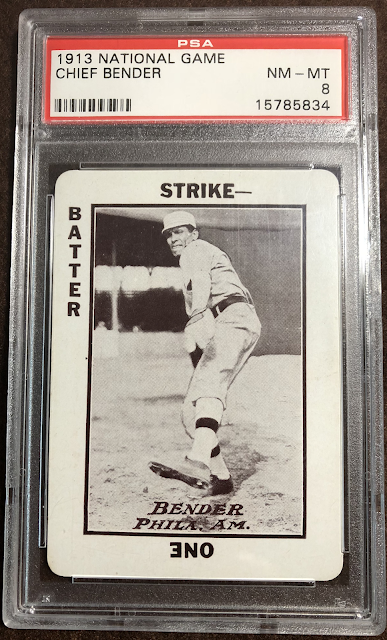 PSA
1913 NATIONAL GAME
CHIEF BENDER
NM - MT
8
15785834
STRIKE—
BATTER
BENDER
PHILA. AM.
ONE